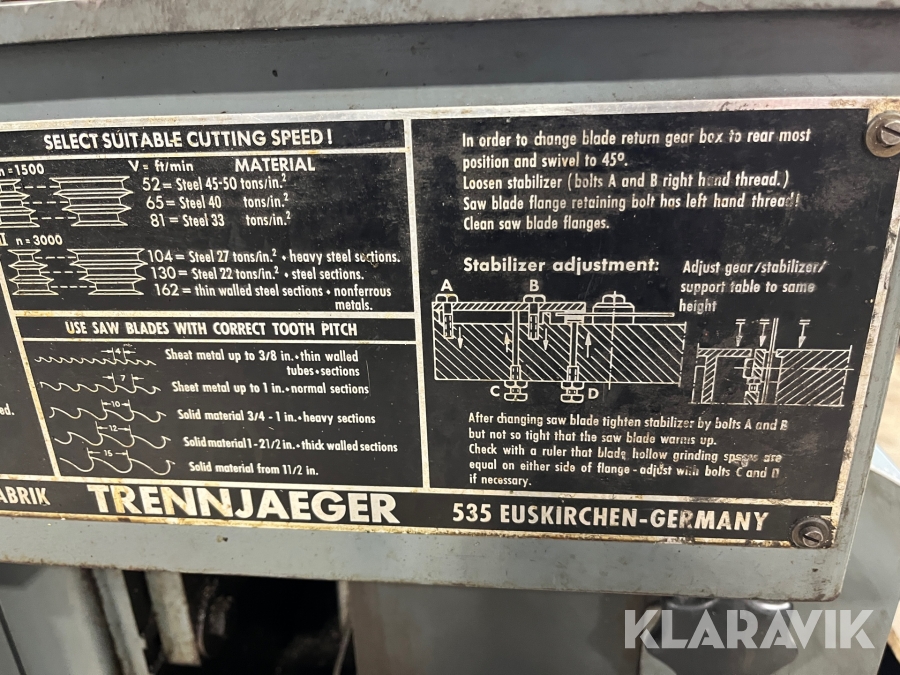 SELECT SUITABLE CUTTING SPEED!
n = 1500 V = ft/min MATERIAL
52 = Steel 45-50 tons/in.²
65 = Steel 40 tons/in.²
81 = Steel 33 tons/in.²
II n = 3000
104 = Steel 27 tons/in.² • heavy steel sections.
130 = Steel 22 tons/in.² • steel sections.
162 = thin walled steel sections • nonferrous
metals.
USE SAW BLADES WITH CORRECT TOOTH PITCH
4 Sheat metal up to 3/8 in. • thin walled
tubes • sections
7 Sheet metal up to 1 in. • normal sections
10 Solid material 3/4 - 1 in. • heavy sections
12 Solid material 1 - 2 1/2 in. • thick walled sections
15 Solid material from 1 1/2 in.
In order to change blade return gear box to rear most
position and swivel to 45°.
Loosen stabilizer (bolts A and B right hand thread.)
Saw blade flange retaining bolt has left hand thread!
Clean saw blade flanges.
Stabilizer adjustment:
Adjust gear/stabilizer/
support table to same
height
A B
C D
After changing saw blade tighten stabilizer by bolts A and B
but not so tight that the saw blade warms up.
Check with a ruler that blade hollow grinding spaces are
equal on either side of flange - adjust with bolts C and D
if necessary.
ABRIK TRENNJAEGER 535 EUSKIRCHEN-GERMANY
KLARAVIK